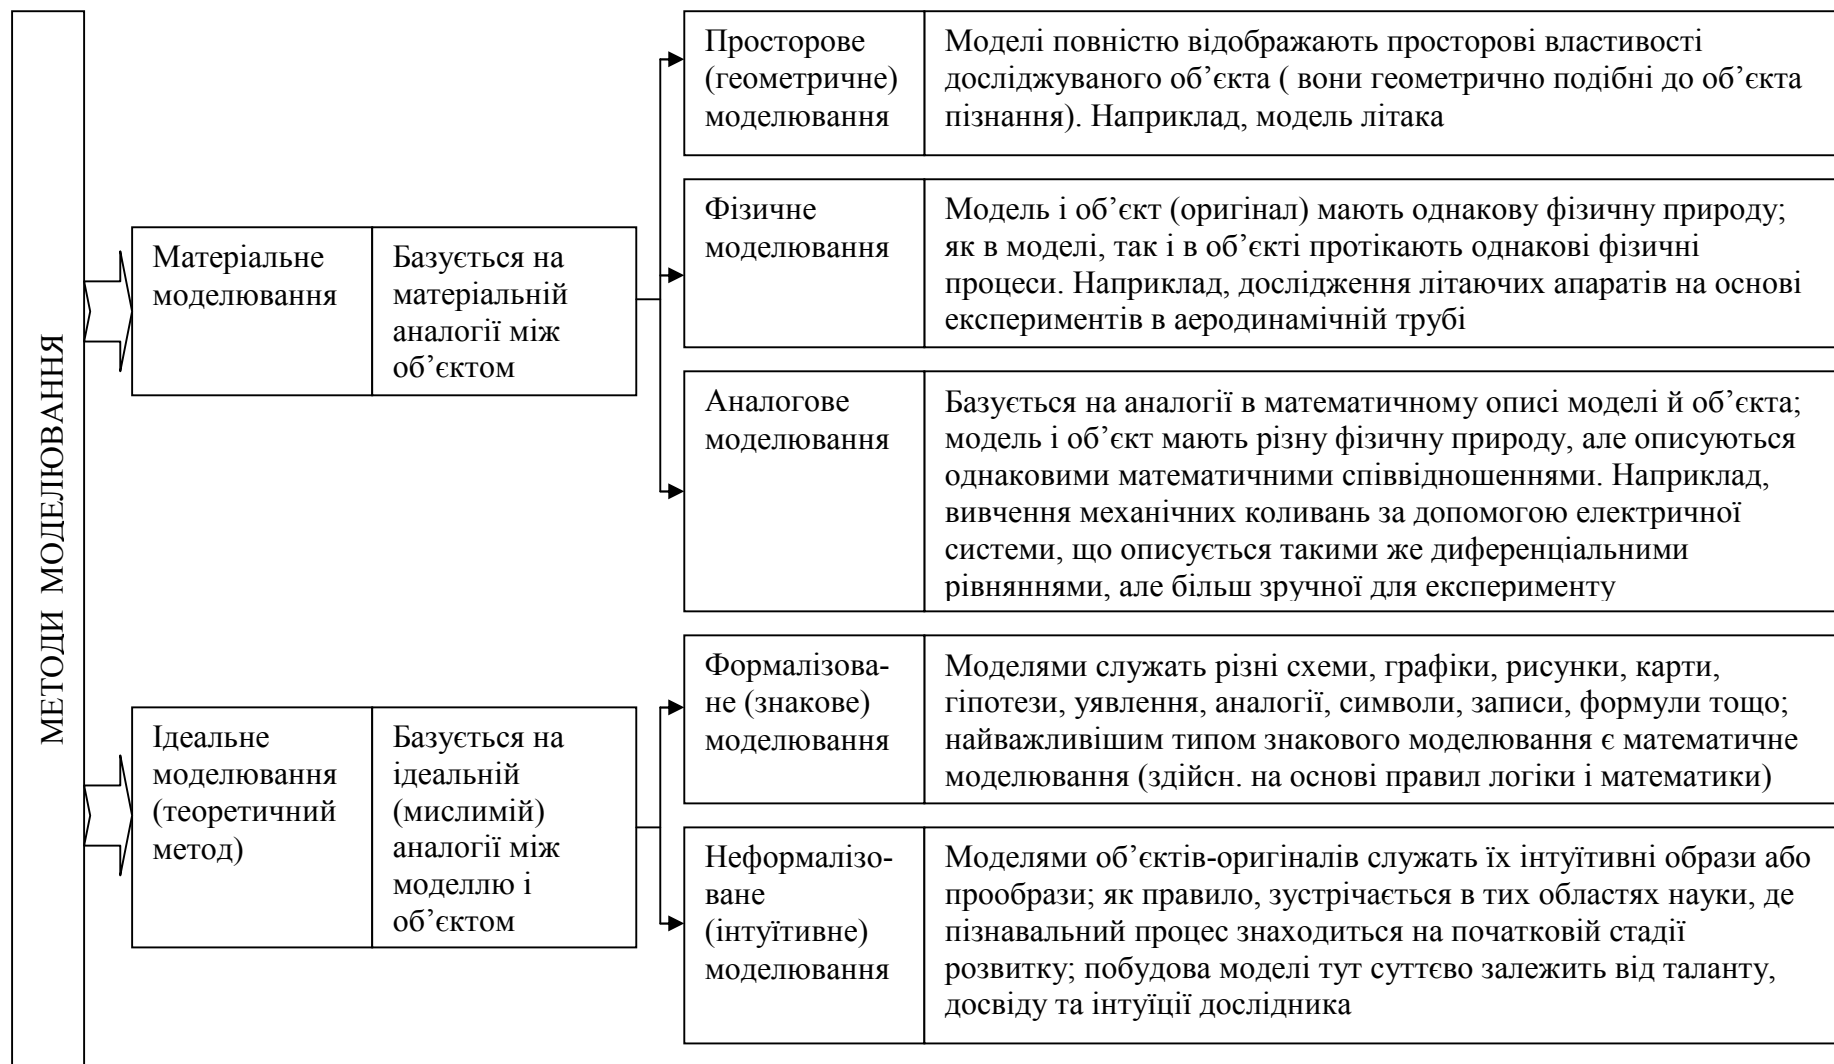 МЕТОДИ МОДЕЛЮВАННЯ
Матеріальне
моделювання
Базується на
матеріальній
аналогії між
об’єктом
Просторове
(геометричне)
моделювання
Моделі повністю відображають просторові властивості
досліджуваного об’єкта ( вони геометрично подібні до об’єкта
пізнання). Наприклад, модель літака
Фізичне
моделювання
Модель і об’єкт (оригінал) мають однакову фізичну природу;
як в моделі, так і в об’єкті протікають однакові фізичні
процеси. Наприклад, дослідження літаючих апаратів на основі
експериментів в аеродинамічній трубі
Аналогове
моделювання
Базується на аналогії в математичному описі моделі й об’єкта;
модель і об’єкт мають різну фізичну природу, але описуються
однаковими математичними співвідношеннями. Наприклад,
вивчення механічних коливань за допомогою електричної
системи, що описується такими же диференціальними
рівняннями, але більш зручної для експерименту
Ідеальне
моделювання
(теоретичний
метод)
Базується на
ідеальній
(мислимій)
аналогії між
моделлю і
об’єктом
Формалізова-
не (знакове)
моделювання
Моделями служать різні схеми, графіки, рисунки, карти,
гіпотези, уявлення, аналогії, символи, записи, формули тощо;
найважливішим типом знакового моделювання є математичне
моделювання (здійсн. на основі правил логіки і математики)
Неформалізо-
ване
(інтуїтивне)
моделювання
Моделями об’єктів-оригіналів служать їх інтуїтивні образи або
прообрази; як правило, зустрічається в тих областях науки, де
пізнавальний процес знаходиться на початковій стадії
розвитку; побудова моделі тут суттєво залежить від таланту,
досвіду та інтуїції дослідника